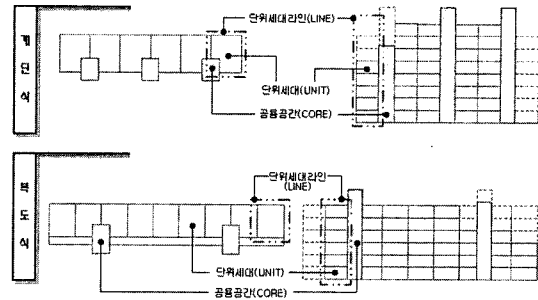 계단식
단위세대라인(LINE)
단위세대(UNIT)
공용공간(CORE)
복도식
단위세대라인
(LINE)
단위세대(UNIT)
공용공간(CORE)